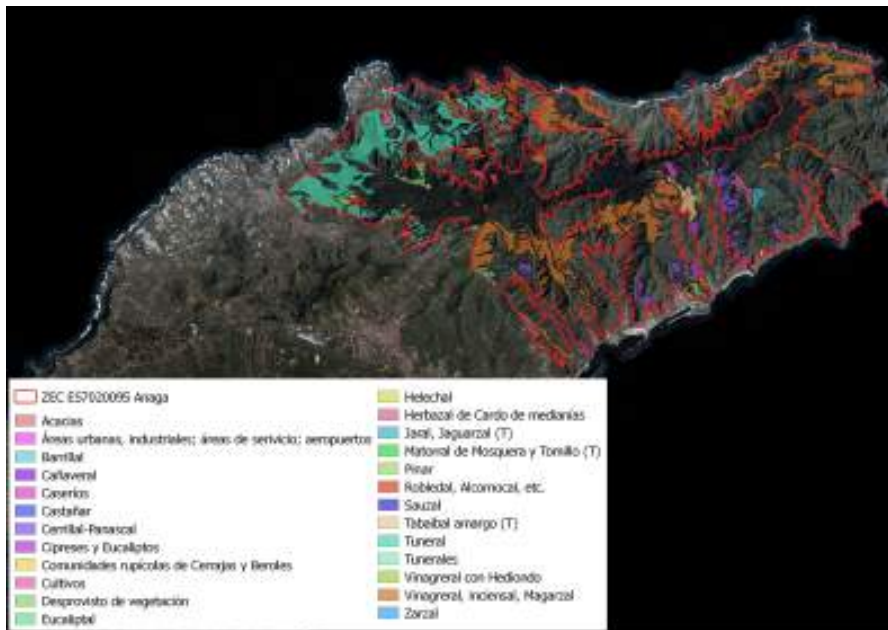 ZEC ES7020095 Anaga
Acacias
Áreas urbanas, industriales; áreas de serivicio; aeropuertos
Barrillal
Cañaveral
Caseríos
Castañar
Cerrillal-Panascal
Cipreses y Eucaliptos
Comunidades rupícolas de Cerrajas y Beroles
Cultivos
Desprovisto de vegetación
Eucaliptal
Helechal
Herbazal de Cardo de medianías
Jaral, Jaguarzal (T)
Matorral de Mosquera y Tomillo (T)
Pinar
Robledal, Alcornocal, etc.
Sauzal
Tabaibal amargo (T)
Tuneral
Tunerales
Vinagreral con Hediondo
Vinagreral, inciensal, Magarzal
Zarzal